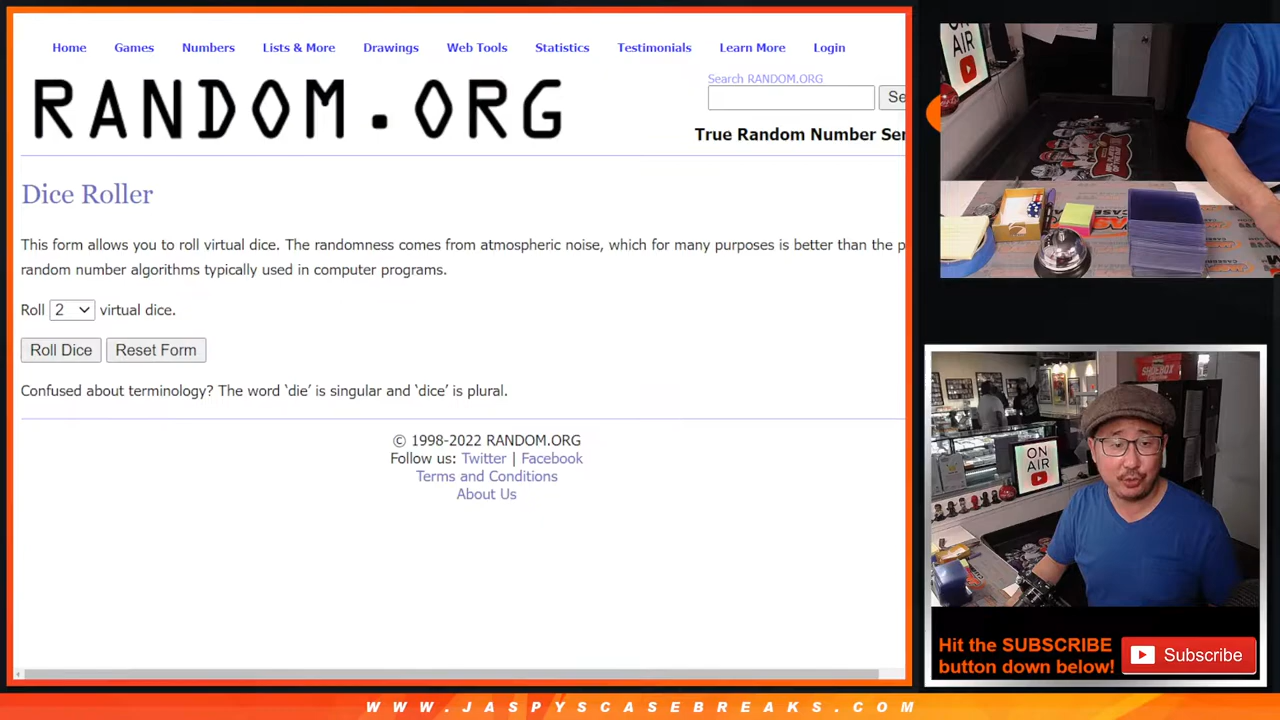 Home Games Numbers Lists & More Drawings Web Tools Statistics Testimonials Learn More Login
RANDOM.ORG
Search RANDOM.ORG
Se
True Random Number Ser
Dice Roller
This form allows you to roll virtual dice. The randomness comes from atmospheric noise, which for many purposes is better than the p
random number algorithms typically used in computer programs.
Roll 2 virtual dice.
Roll Dice Reset Form
Confused about terminology? The word ‘die’ is singular and ‘dice’ is plural.
© 1998-2022 RANDOM.ORG
Follow us: Twitter | Facebook
Terms and Conditions
About Us
ON
AIR
ON
AIR
Hit the SUBSCRIBE
button down below!
Subscribe
WWW.JASPYSCASEBREAKS.COM